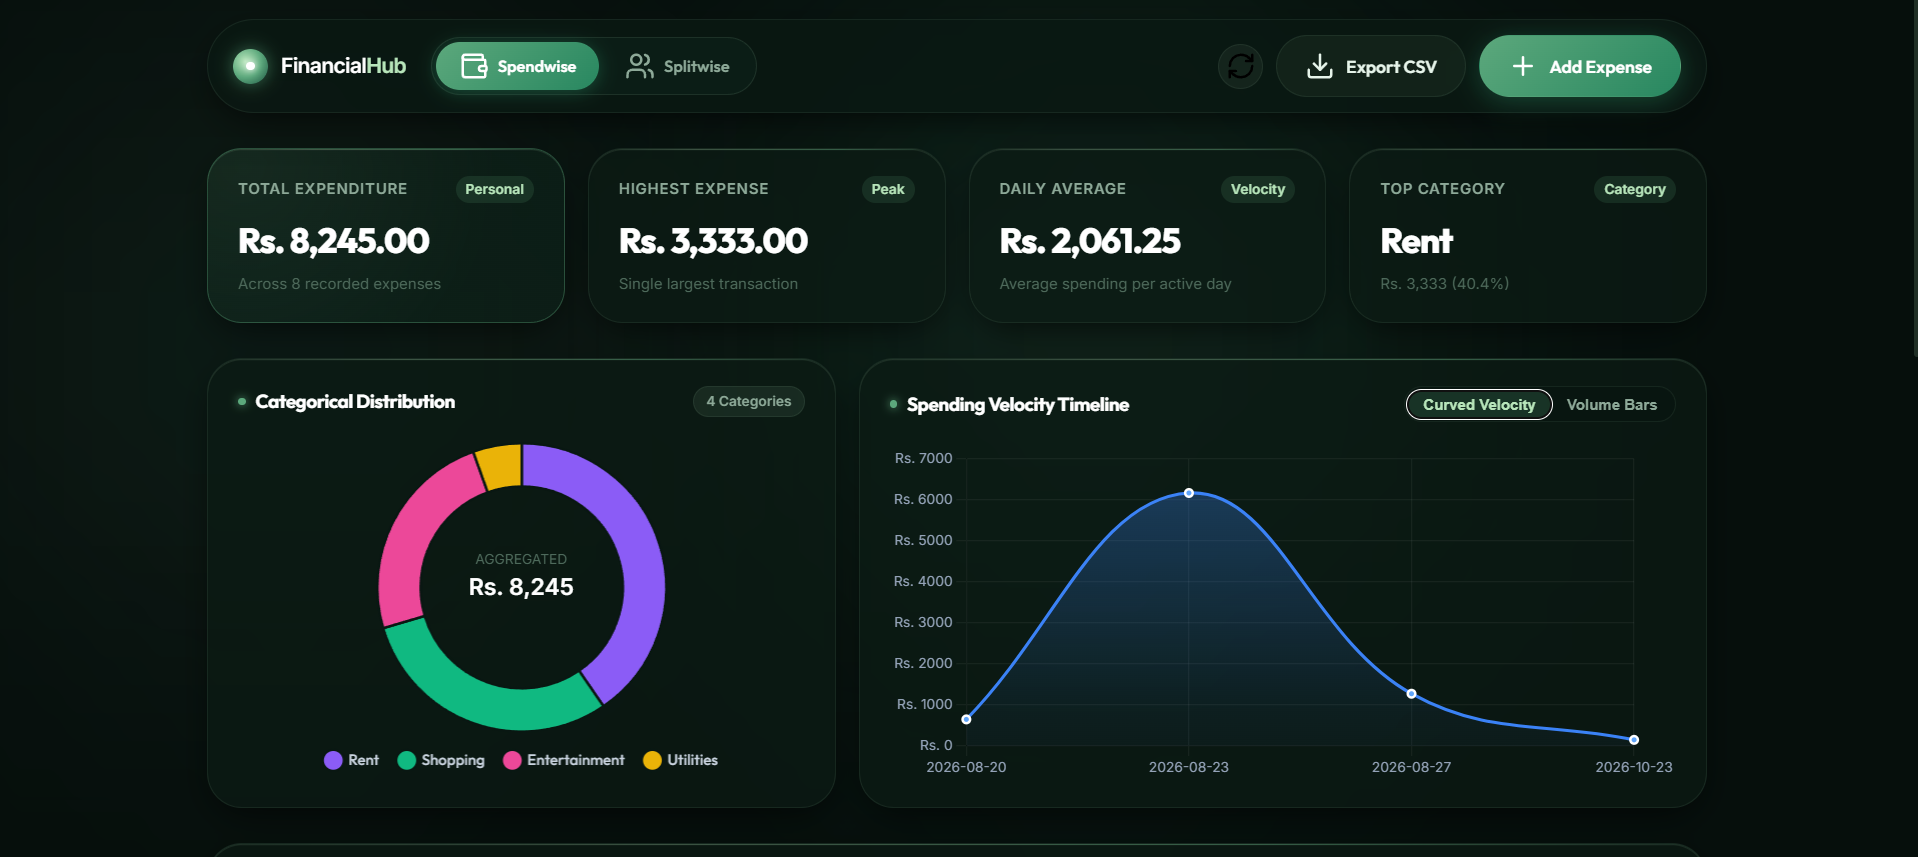 FinancialHub
Spendwise
Splitwise
Export CSV
Add Expense
TOTAL EXPENDITURE
Personal
Rs. 8,245.00
Across 8 recorded expenses
HIGHEST EXPENSE
Peak
Rs. 3,333.00
Single largest transaction
DAILY AVERAGE
Velocity
Rs. 2,061.25
Average spending per active day
TOP CATEGORY
Category
Rent
Rs. 3,333 (40.4%)
Categorical Distribution
4 Categories
AGGREGATED
Rs. 8,245
Rent
Shopping
Entertainment
Utilities
Spending Velocity Timeline
Curved Velocity
Volume Bars
Rs. 7000
Rs. 6000
Rs. 5000
Rs. 4000
Rs. 3000
Rs. 2000
Rs. 1000
Rs. 0
2026-08-20
2026-08-23
2026-08-27
2026-10-23